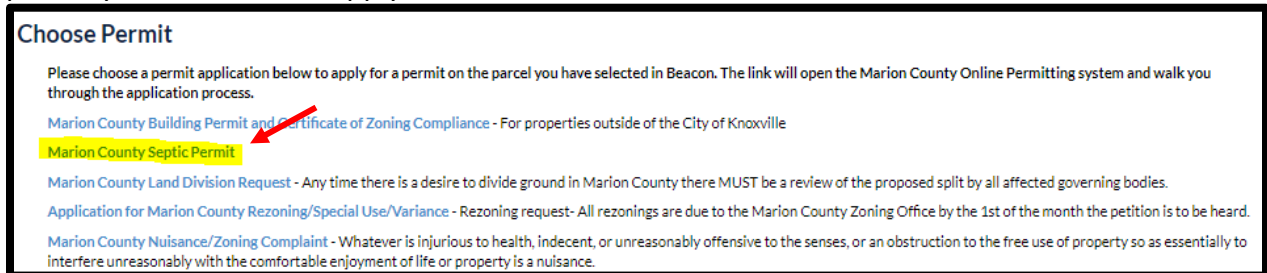 Choose Permit
Please choose a permit application below to apply for a permit on the parcel you have selected in Beacon. The link will open the Marion County Online Permitting system and walk you
through the application process.
Marion County Building Permit and Certificate of Zoning Compliance - For properties outside of the City of Knoxville
Marion County Septic Permit
Marion County Land Division Request - Any time there is a desire to divide ground in Marion County there MUST be a review of the proposed split by all affected governing bodies.
Application for Marion County Rezoning/Special Use/Variance - Rezoning request- All rezonings are due to the Marion County Zoning Office by the 1st of the month the petition is to be heard.
Marion County Nuisance/Zoning Complaint - Whatever is injurious to health, indecent, or unreasonably offensive to the senses, or an obstruction to the free use of property so as essentially to
interfere unreasonably with the comfortable enjoyment of life or property is a nuisance.